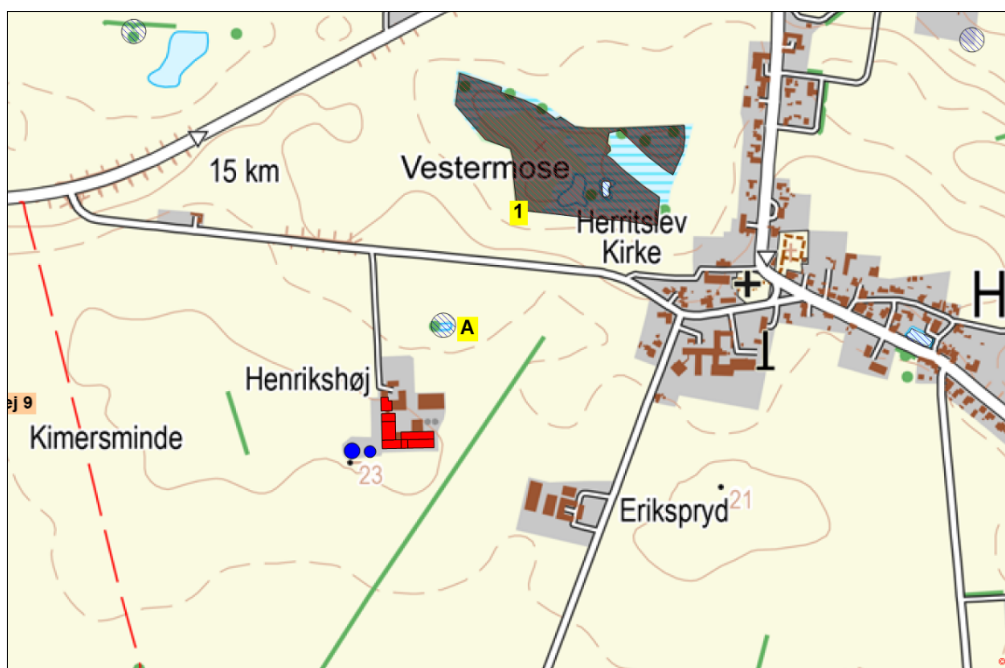 15 km
Vestermose
1
Herritslev
Kirke
H
A
Henrikshøj
ej 9
Kimersminde
23
Erikspryd
21